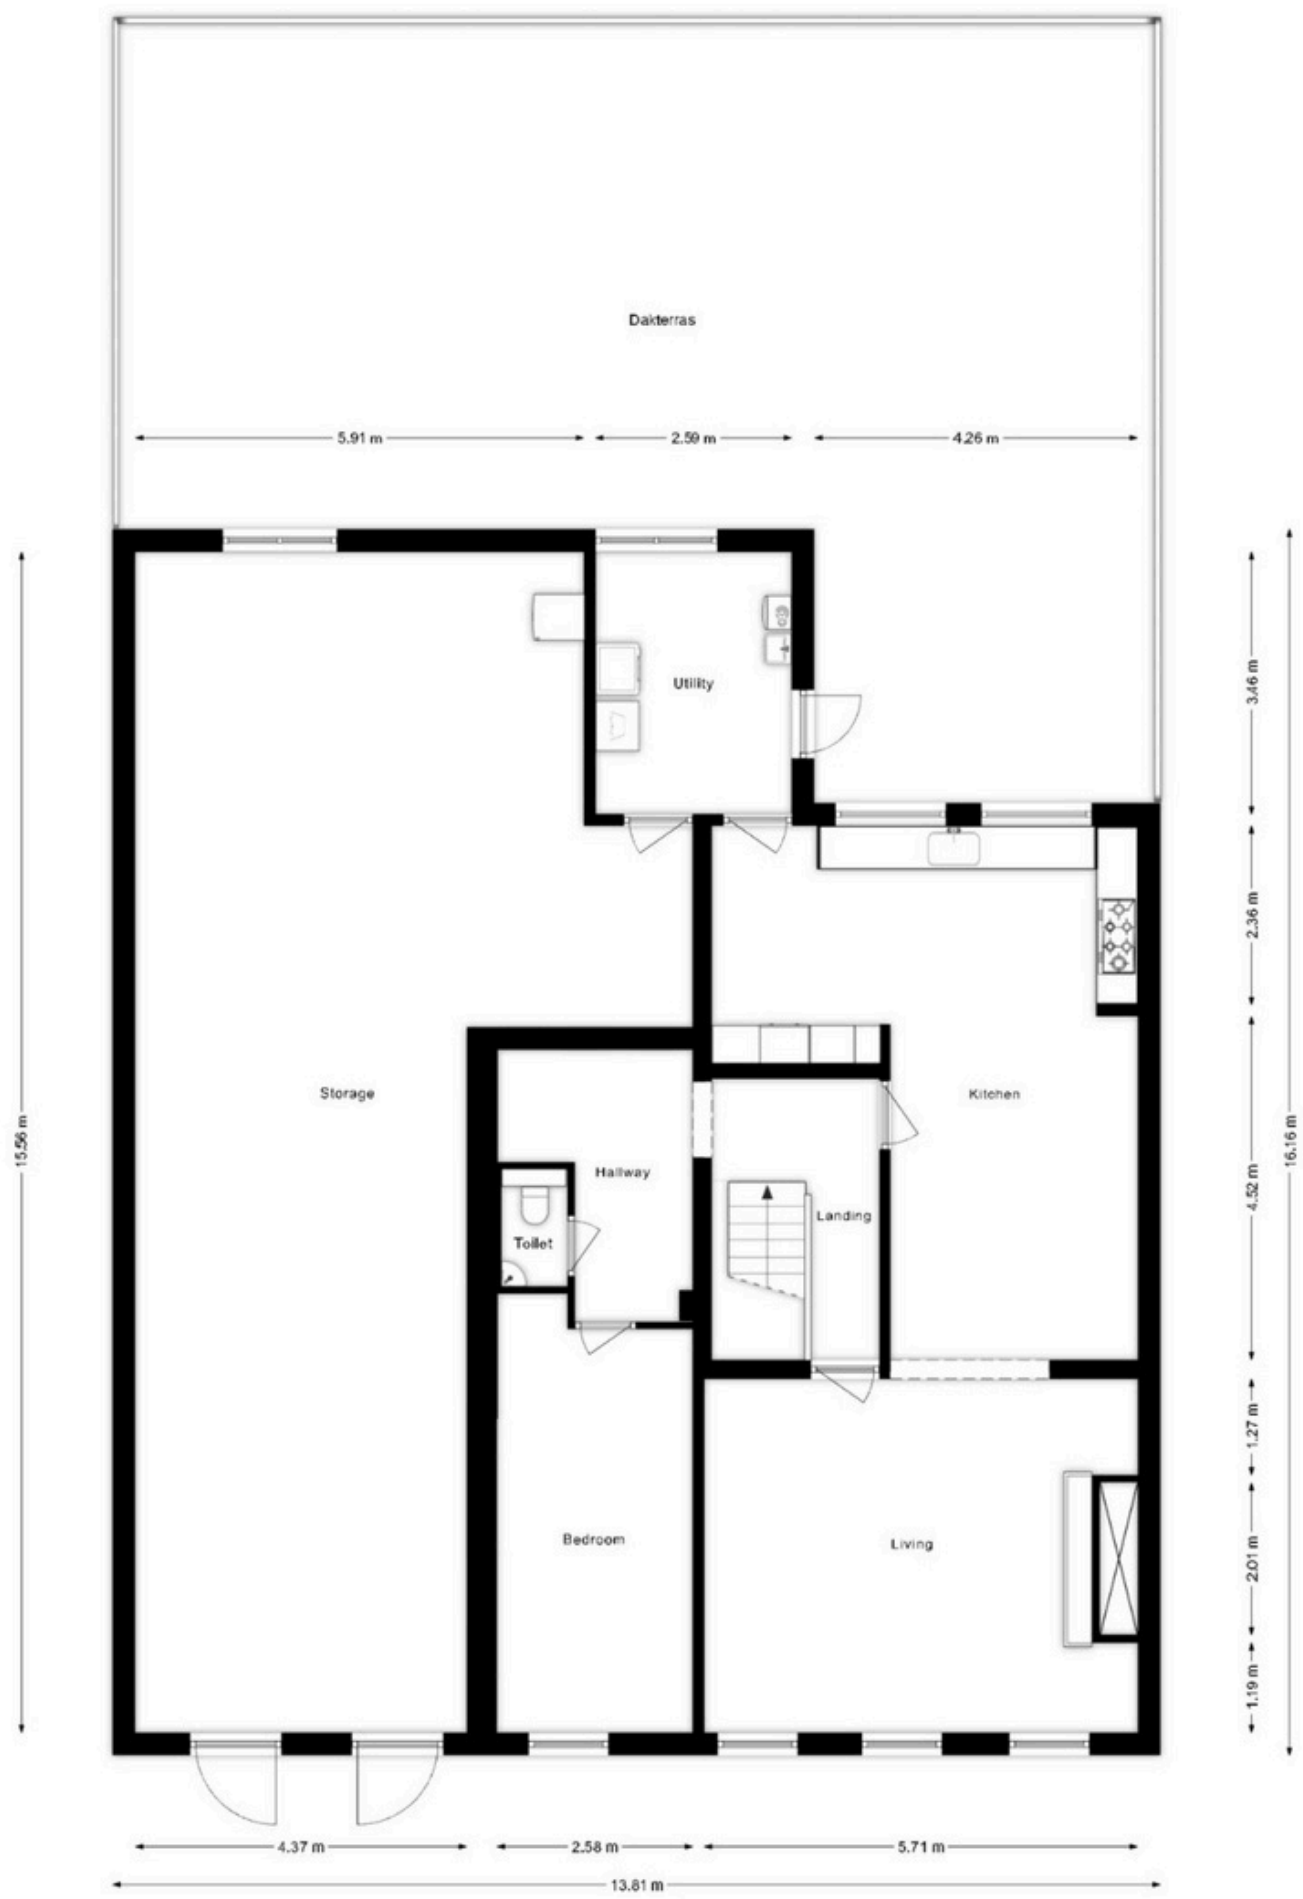 Dakterras
5.91 m
2.59 m
4.26 m
3.46 m
Utility
2.36 m
Storage
Kitchen
15.56 m
16.16 m
Hallway
4.52 m
Landing
Toilet
1.27 m
Bedroom
Living
2.01 m
1.19 m
4.37 m
2.58 m
5.71 m
13.81 m